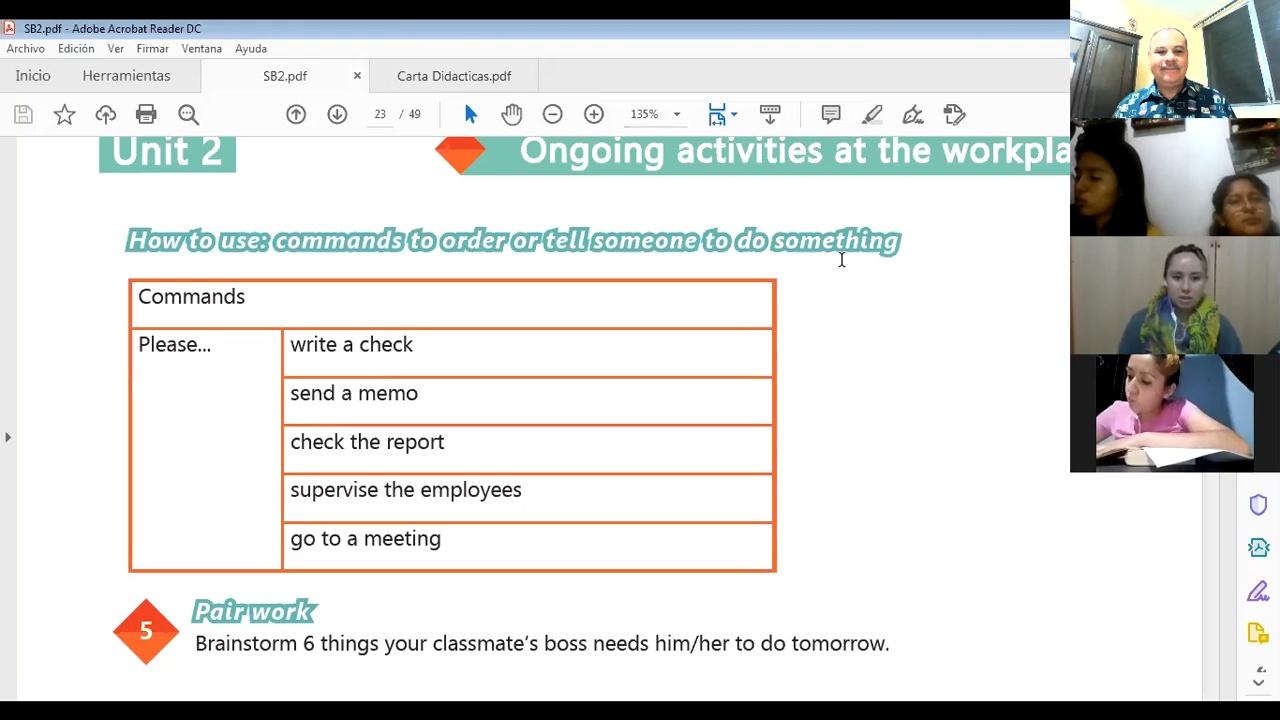 SB2.pdf - Adobe Acrobat Reader DC
Archivo Edición Ver Firmar Ventana Ayuda
Inicio Herramientas SB2.pdf × Carta Didacticas.pdf
23 / 49 135%
Unit 2 Ongoing activities at the workpla
How to use: commands to order or tell someone to do something
Commands
Please... write a check
send a memo
check the report
supervise the employees
go to a meeting
5 Pair work
Brainstorm 6 things your classmate's boss needs him/her to do tomorrow.